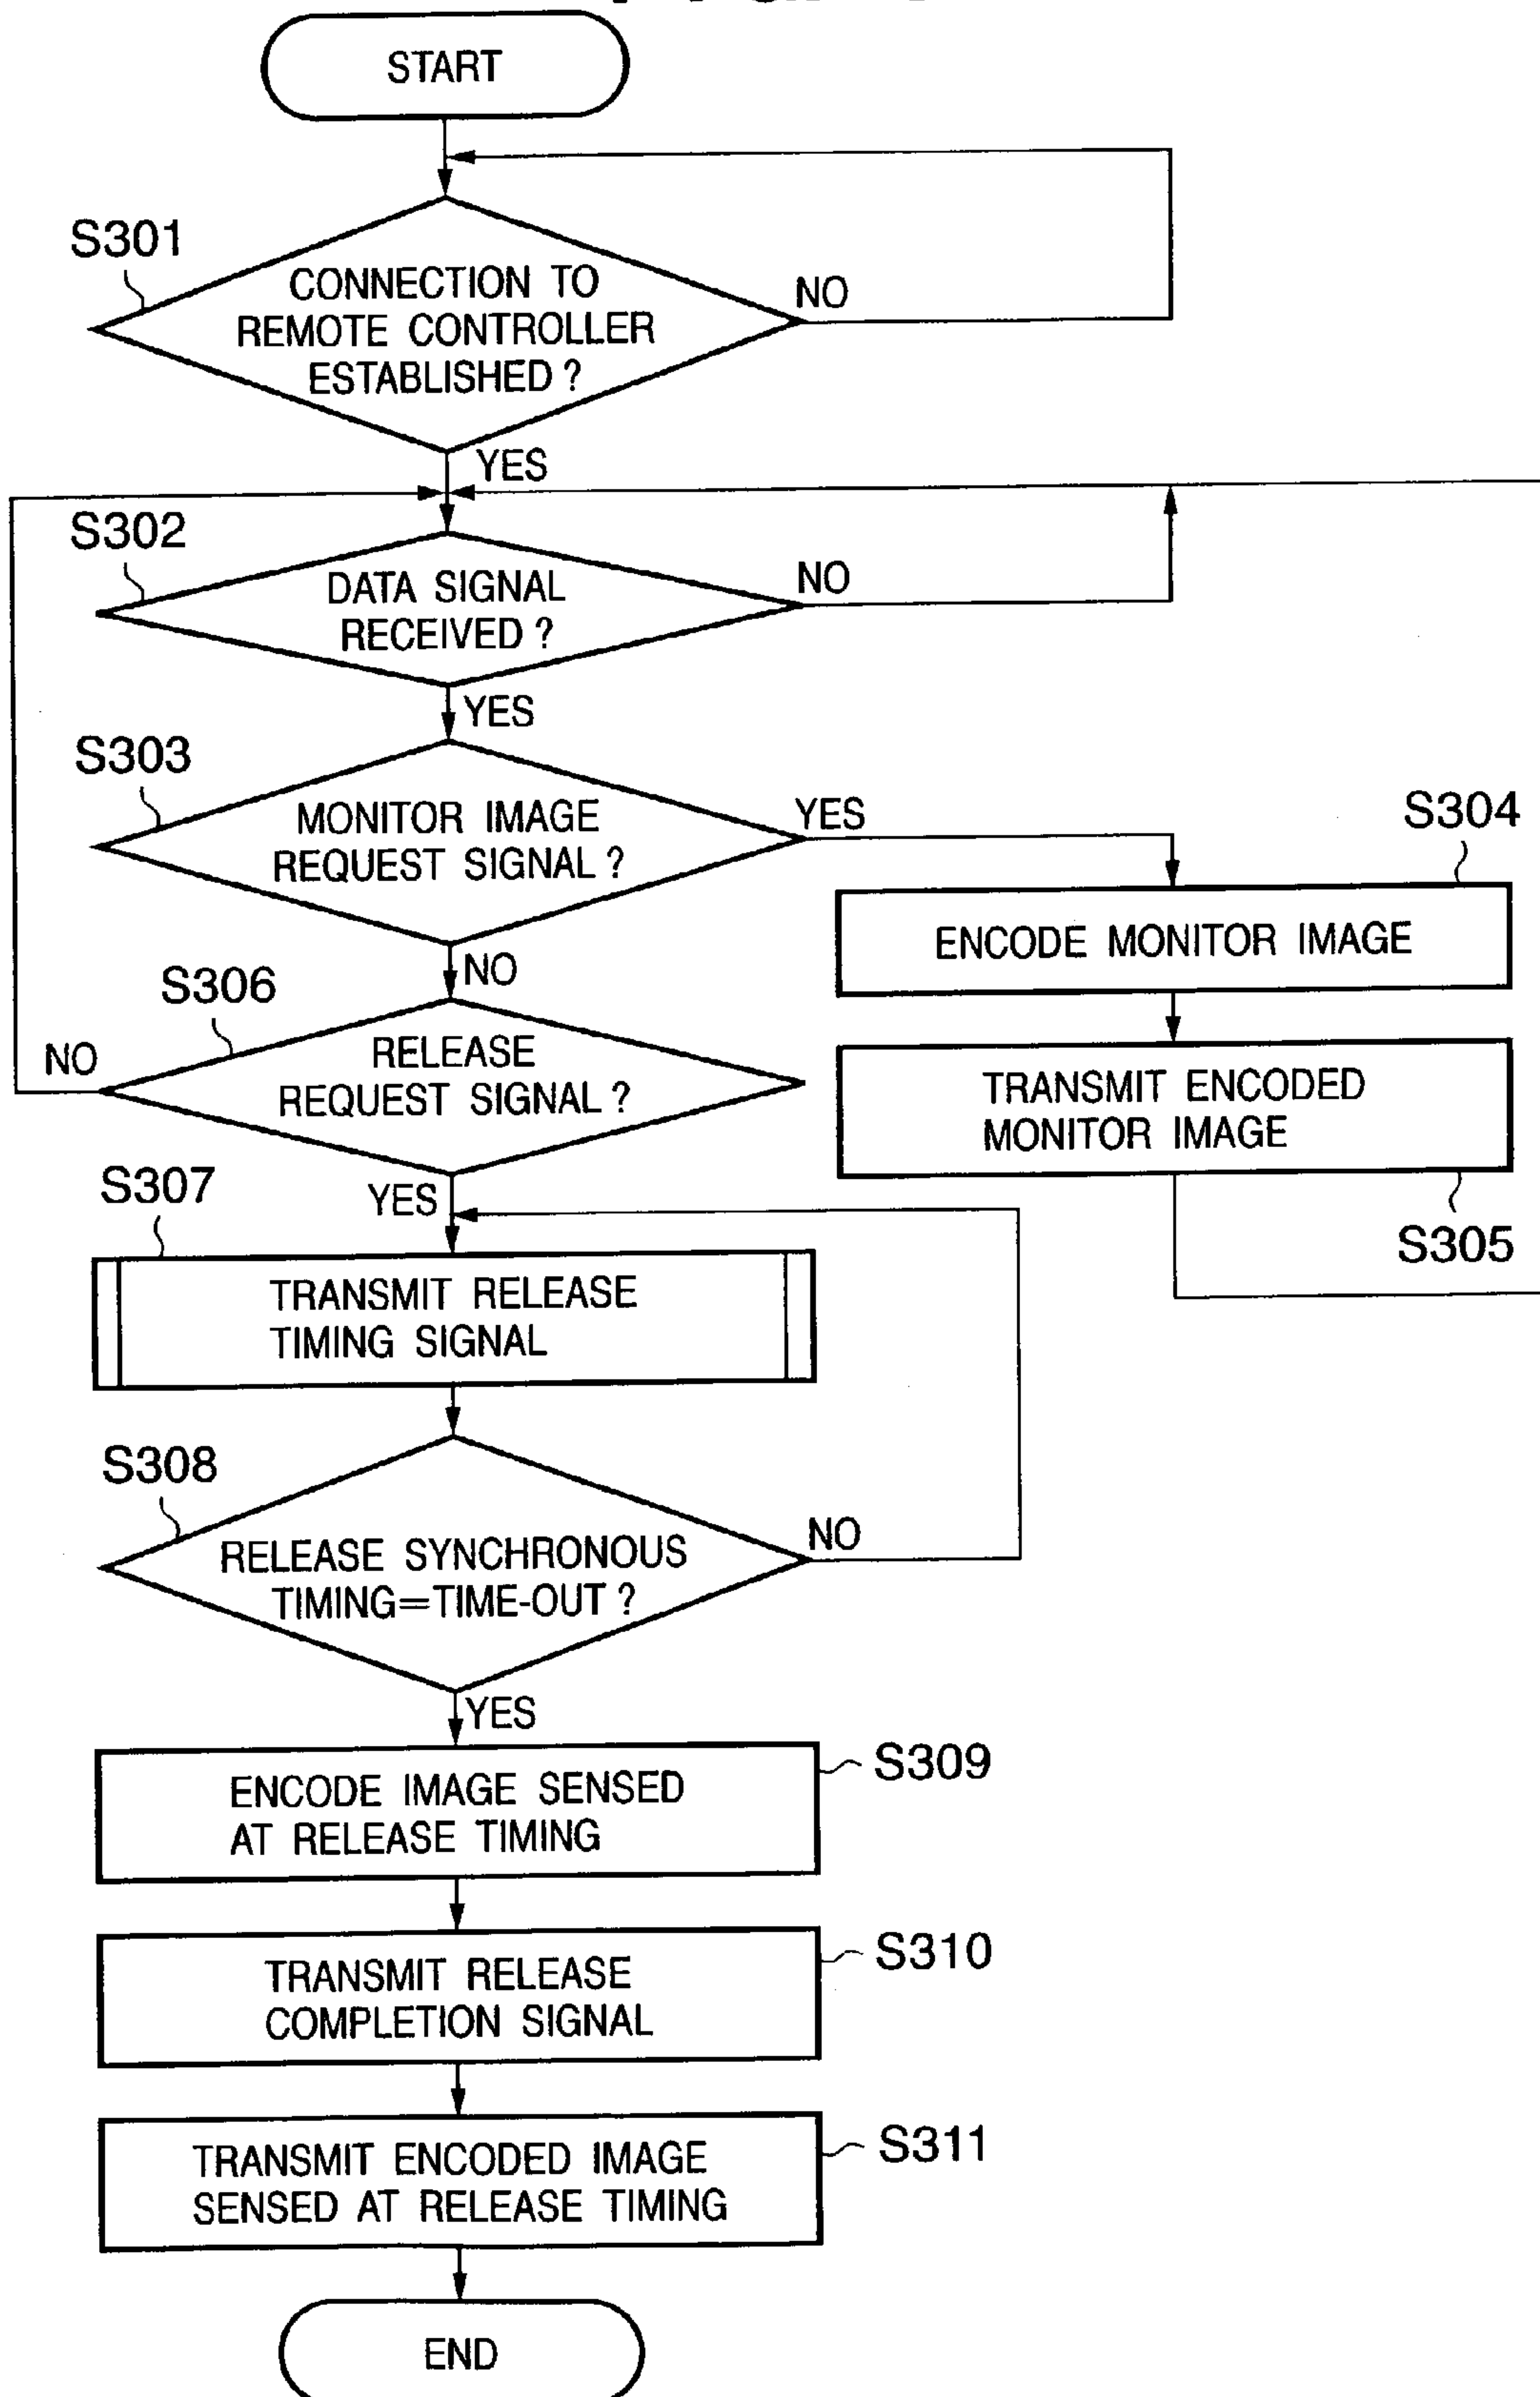 START
S301
CONNECTION TO
REMOTE CONTROLLER
ESTABLISHED ?
NO
YES
S302
DATA SIGNAL
RECEIVED ?
NO
YES
S303
MONITOR IMAGE
REQUEST SIGNAL ?
YES
S304
ENCODE MONITOR IMAGE
NO
S306
RELEASE
REQUEST SIGNAL ?
NO
TRANSMIT ENCODED
MONITOR IMAGE
S305
YES
S307
TRANSMIT RELEASE
TIMING SIGNAL
S308
RELEASE SYNCHRONOUS
TIMING=TIME-OUT ?
NO
YES
S309
ENCODE IMAGE SENSED
AT RELEASE TIMING
S310
TRANSMIT RELEASE
COMPLETION SIGNAL
S311
TRANSMIT ENCODED IMAGE
SENSED AT RELEASE TIMING
END